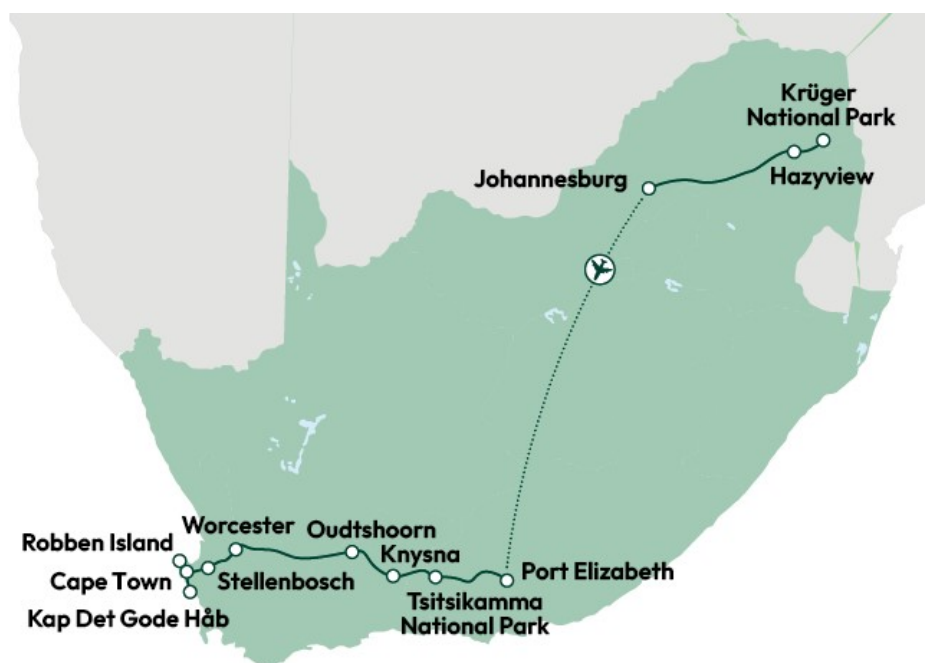 Krüger
National Park
Johannesburg
Hazyview
Worcester
Oudtshoorn
Robben Island
Knysna
Cape Town
Stellenbosch
Port Elizabeth
Kap Det Gode Håb
Tsitsikamma
National Park